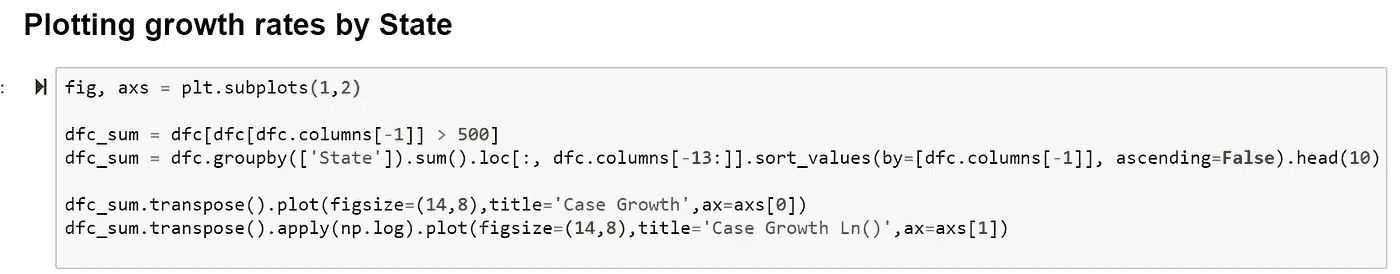 Plotting growth rates by State
:
fig, axs = plt.subplots(1,2)
dfc_sum = dfc[dfc[dfc.columns[-1]] > 500]
dfc_sum = dfc.groupby(['State']).sum().loc[:, dfc.columns[-13:]].sort_values(by=[dfc.columns[-1]], ascending=False).head(10)
dfc_sum.transpose().plot(figsize=(14,8),title='Case Growth',ax=axs[0])
dfc_sum.transpose().apply(np.log).plot(figsize=(14,8),title='Case Growth Ln()',ax=axs[1])